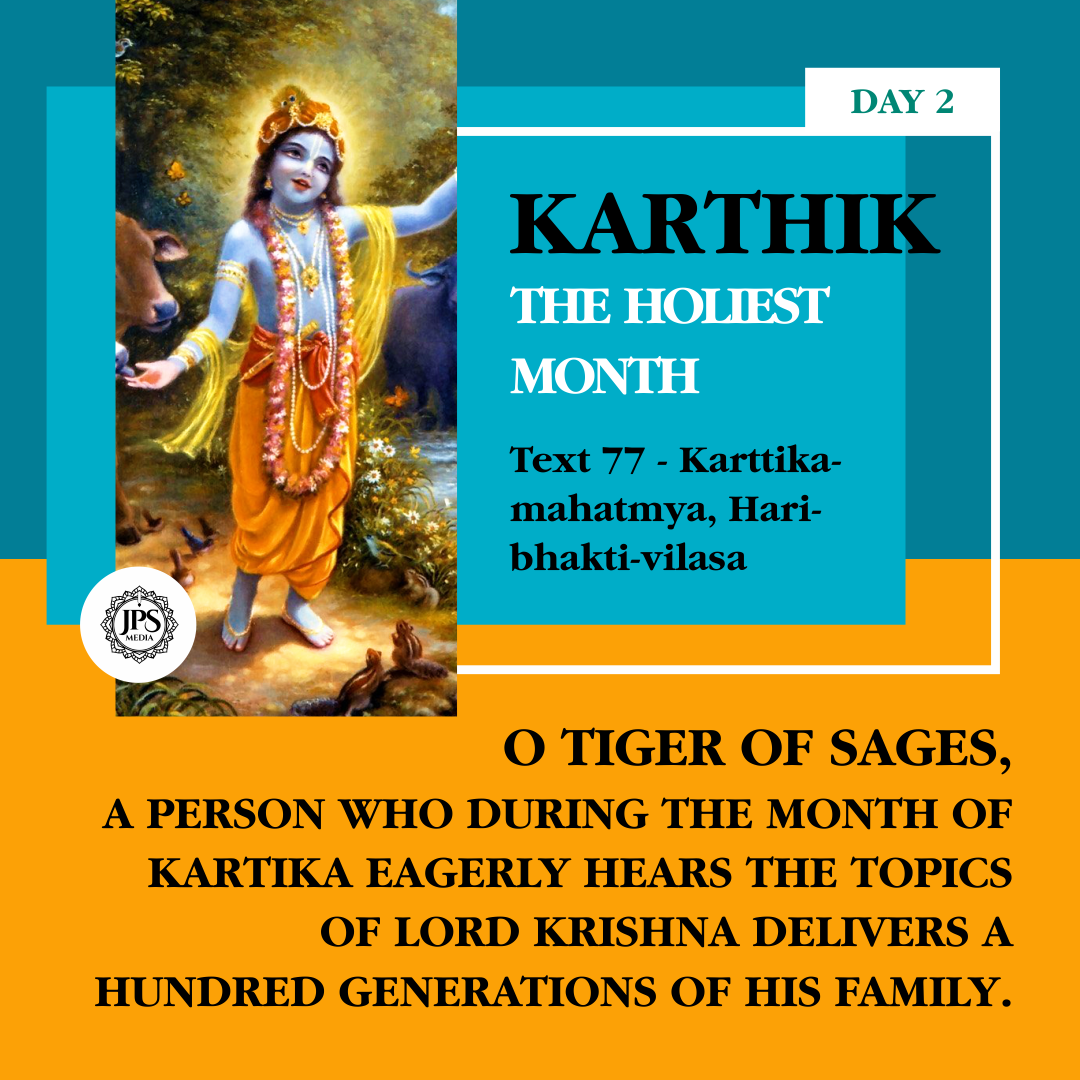 DAY 2
KARTHIK
THE HOLIEST
MONTH
Text 77 - Karttika-
mahatmya, Hari-
bhakti-vilasa
JPS
MEDIA
O TIGER OF SAGES,
A PERSON WHO DURING THE MONTH OF
KARTIKA EAGERLY HEARS THE TOPICS
OF LORD KRISHNA DELIVERS A
HUNDRED GENERATIONS OF HIS FAMILY.